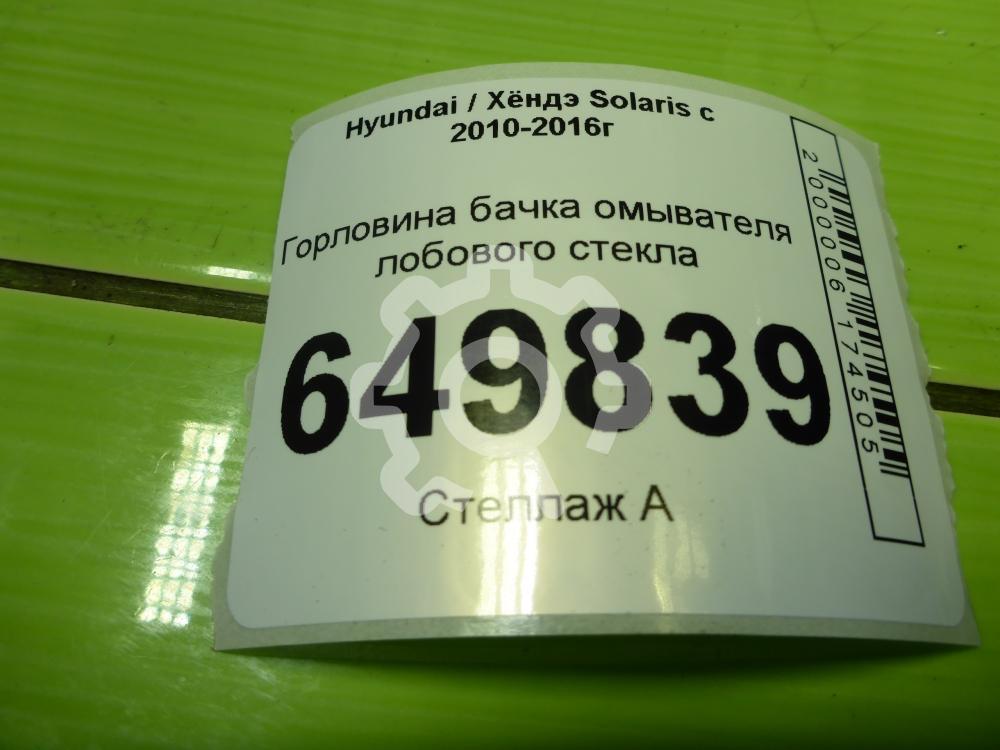 Hyundai / Хёндэ Solaris с
2010-2016г
Горловина бачка омывателя
лобового стекла
649839
Стеллаж А
2000006174505